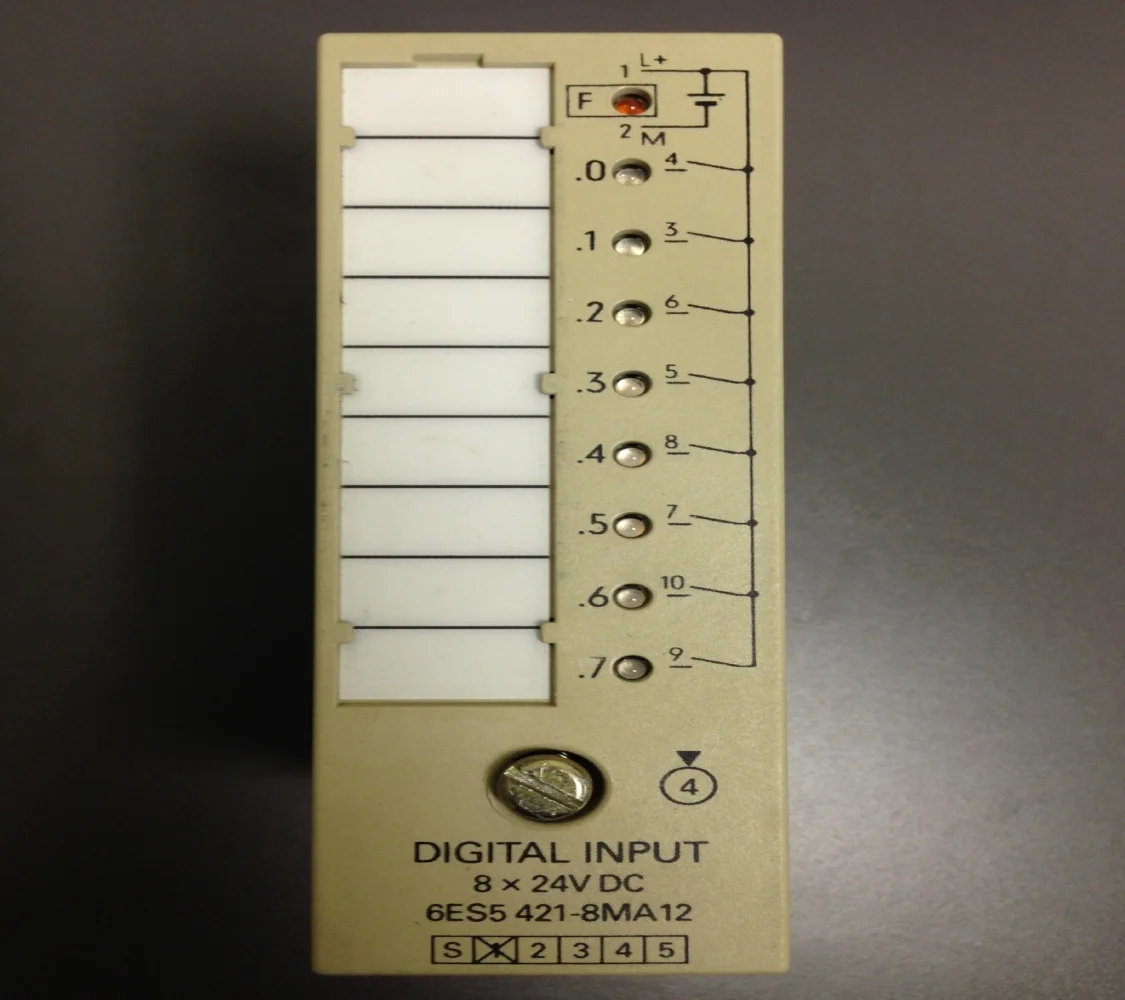 1 L+
F
2 M
.0 4
.1 3
.2 6
.3 5
.4 8
.5 7
.6 10
.7 9
4
DIGITAL INPUT
8 × 24V DC
6ES5 421-8MA12
S 1 2 3 4 5